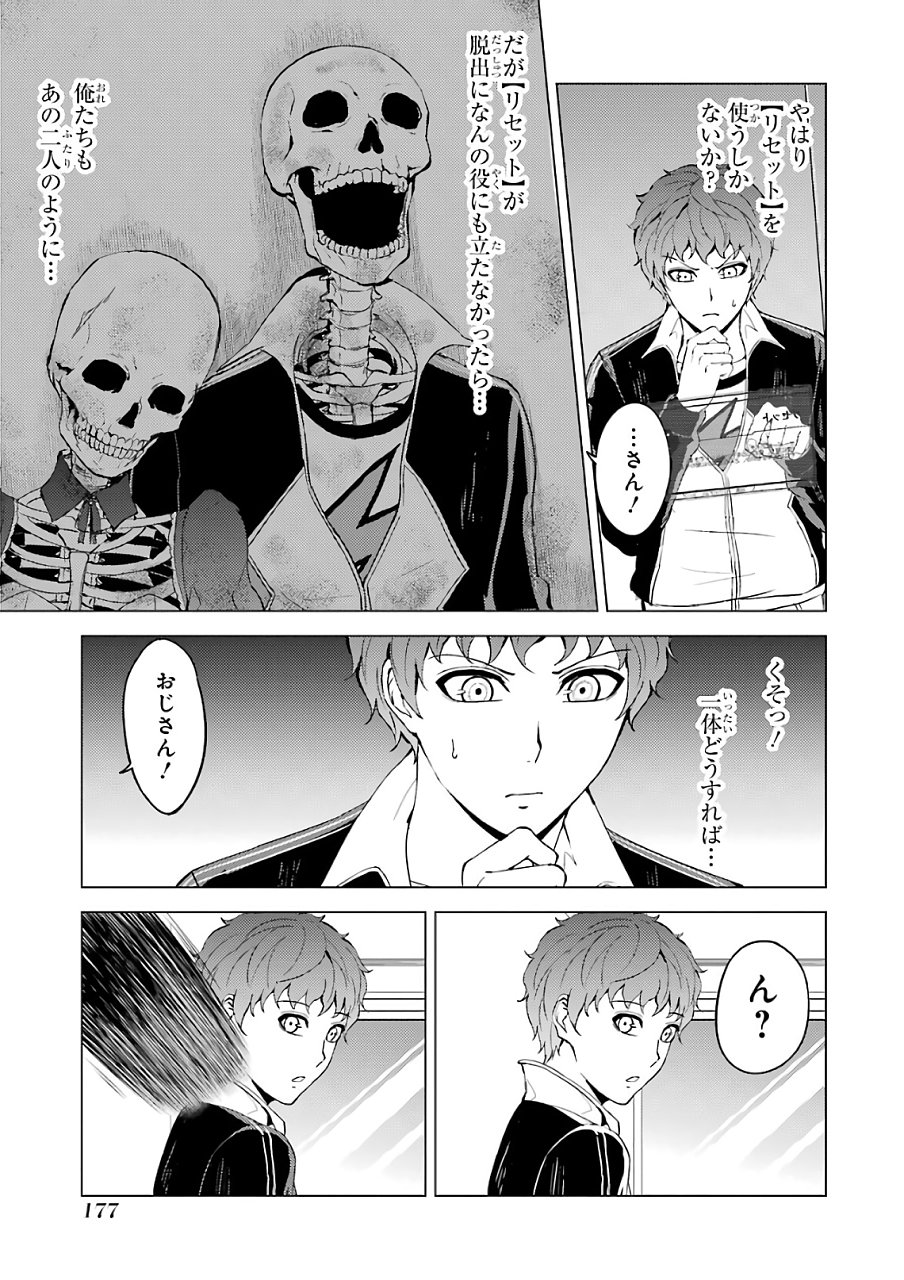 やはり
【リセット】を
使うしか
ないか?
…さん!
だが【リセット】が
脱出になんの役にも立たなかったら…
俺たちも
あの二人のように…
くそっ!
一体どうすれば…
おじさん!
ん?
177